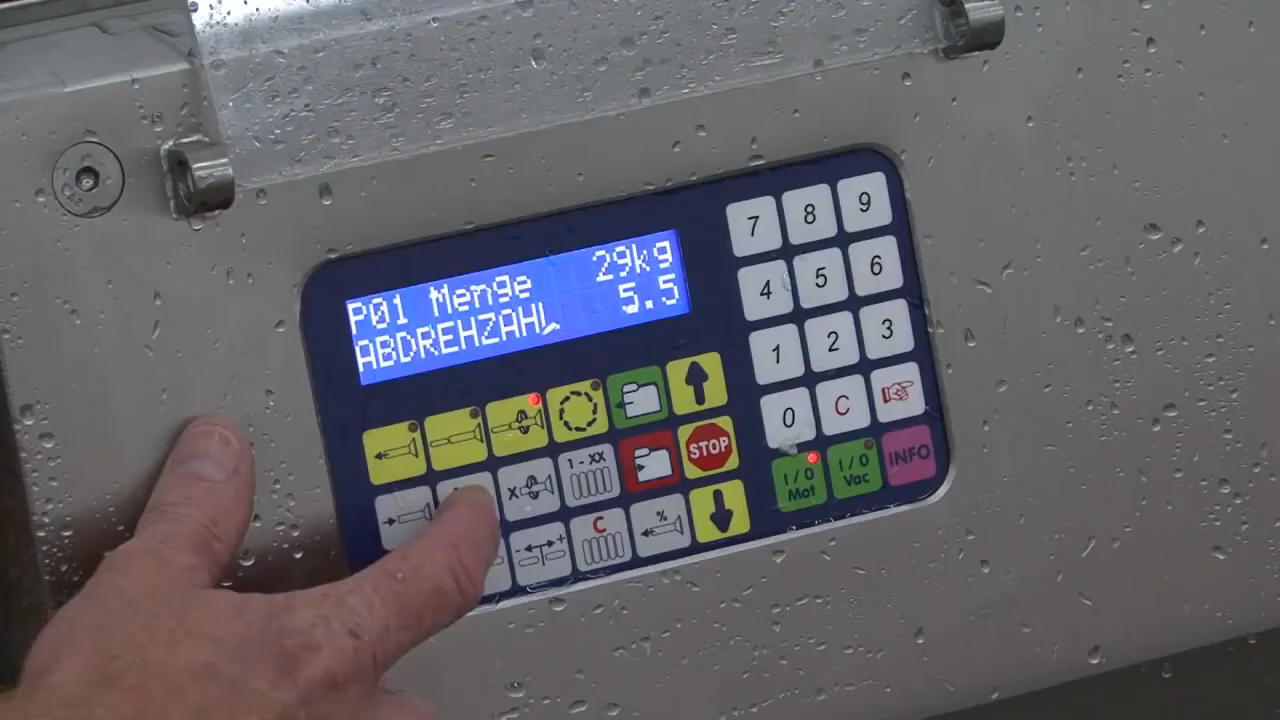 P01 Menge 29kg
ABDREHZAHL 5.5
7 8 9
4 5 6
1 2 3
0 C
1 - XX
STOP
I / O Mot
I / O Vac
INFO
X
C
%
- +